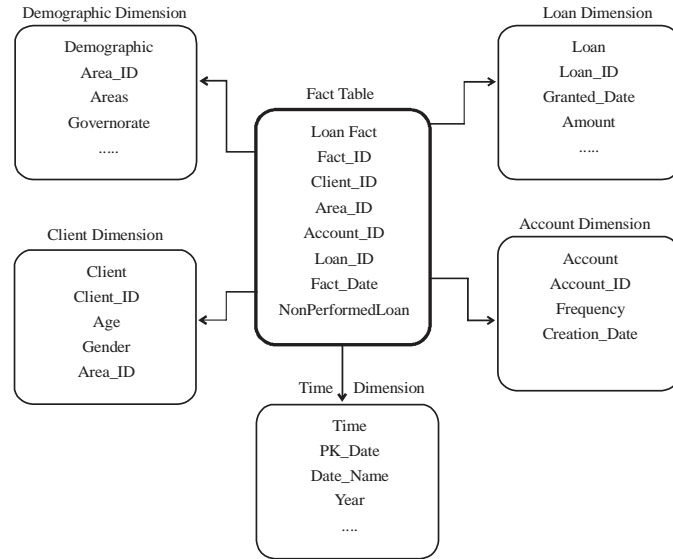 Demographic Dimension
Demographic
Area_ID
Areas
Governorate
.....
Loan Dimension
Loan
Loan_ID
Granted_Date
Amount
.....
Fact Table
Loan Fact
Fact_ID
Client_ID
Area_ID
Account_ID
Loan_ID
Fact_Date
NonPerformedLoan
Client Dimension
Client
Client_ID
Age
Gender
Area_ID
Account Dimension
Account
Account_ID
Frequency
Creation_Date
Time Dimension
Time
PK_Date
Date_Name
Year
....